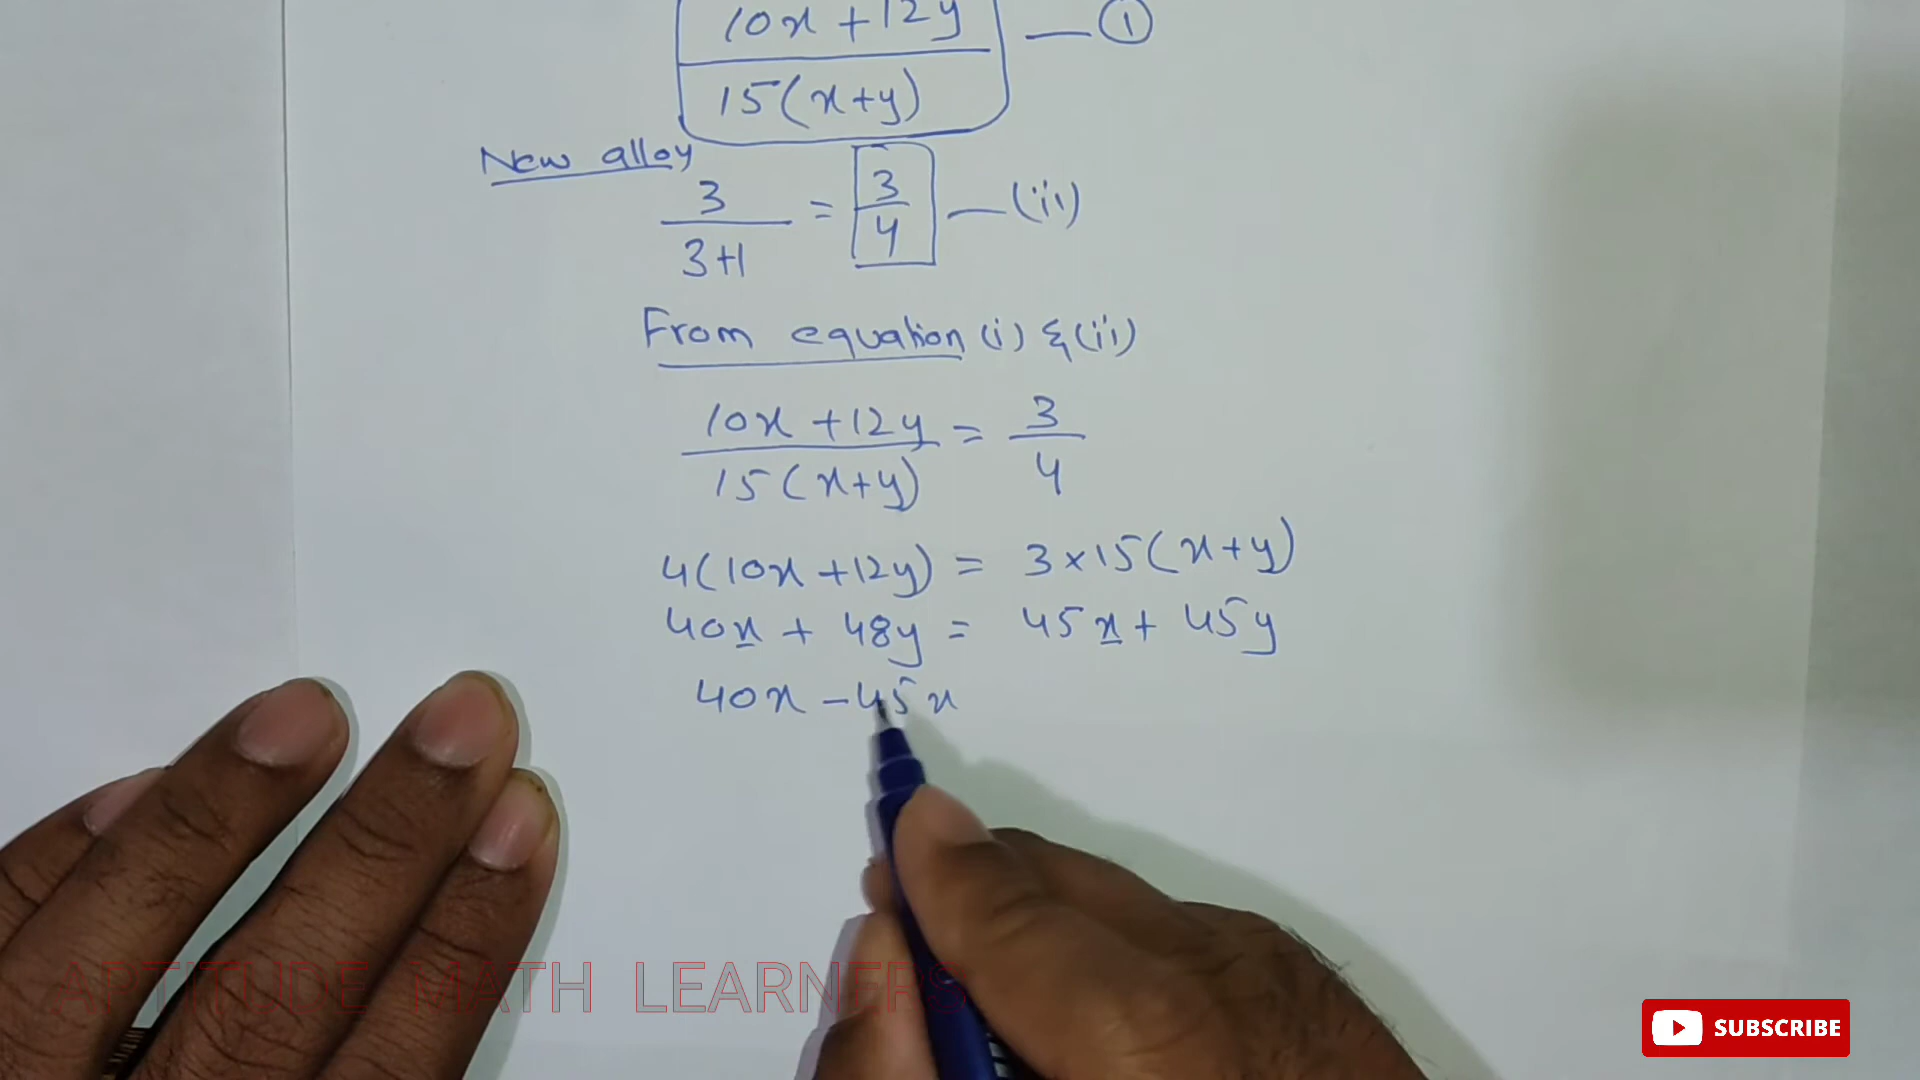 10x + 12y — ①
15(x+y)
New alloy
3 = 3 — (ii)
3+1 4
From equation (i) & (ii)
10x + 12y = 3
15(x+y) 4
4(10x + 12y) = 3 × 15(x+y)
40x + 48y = 45x + 45y
40x - 45x
APTITUDE MATH LEARNERS
SUBSCRIBE